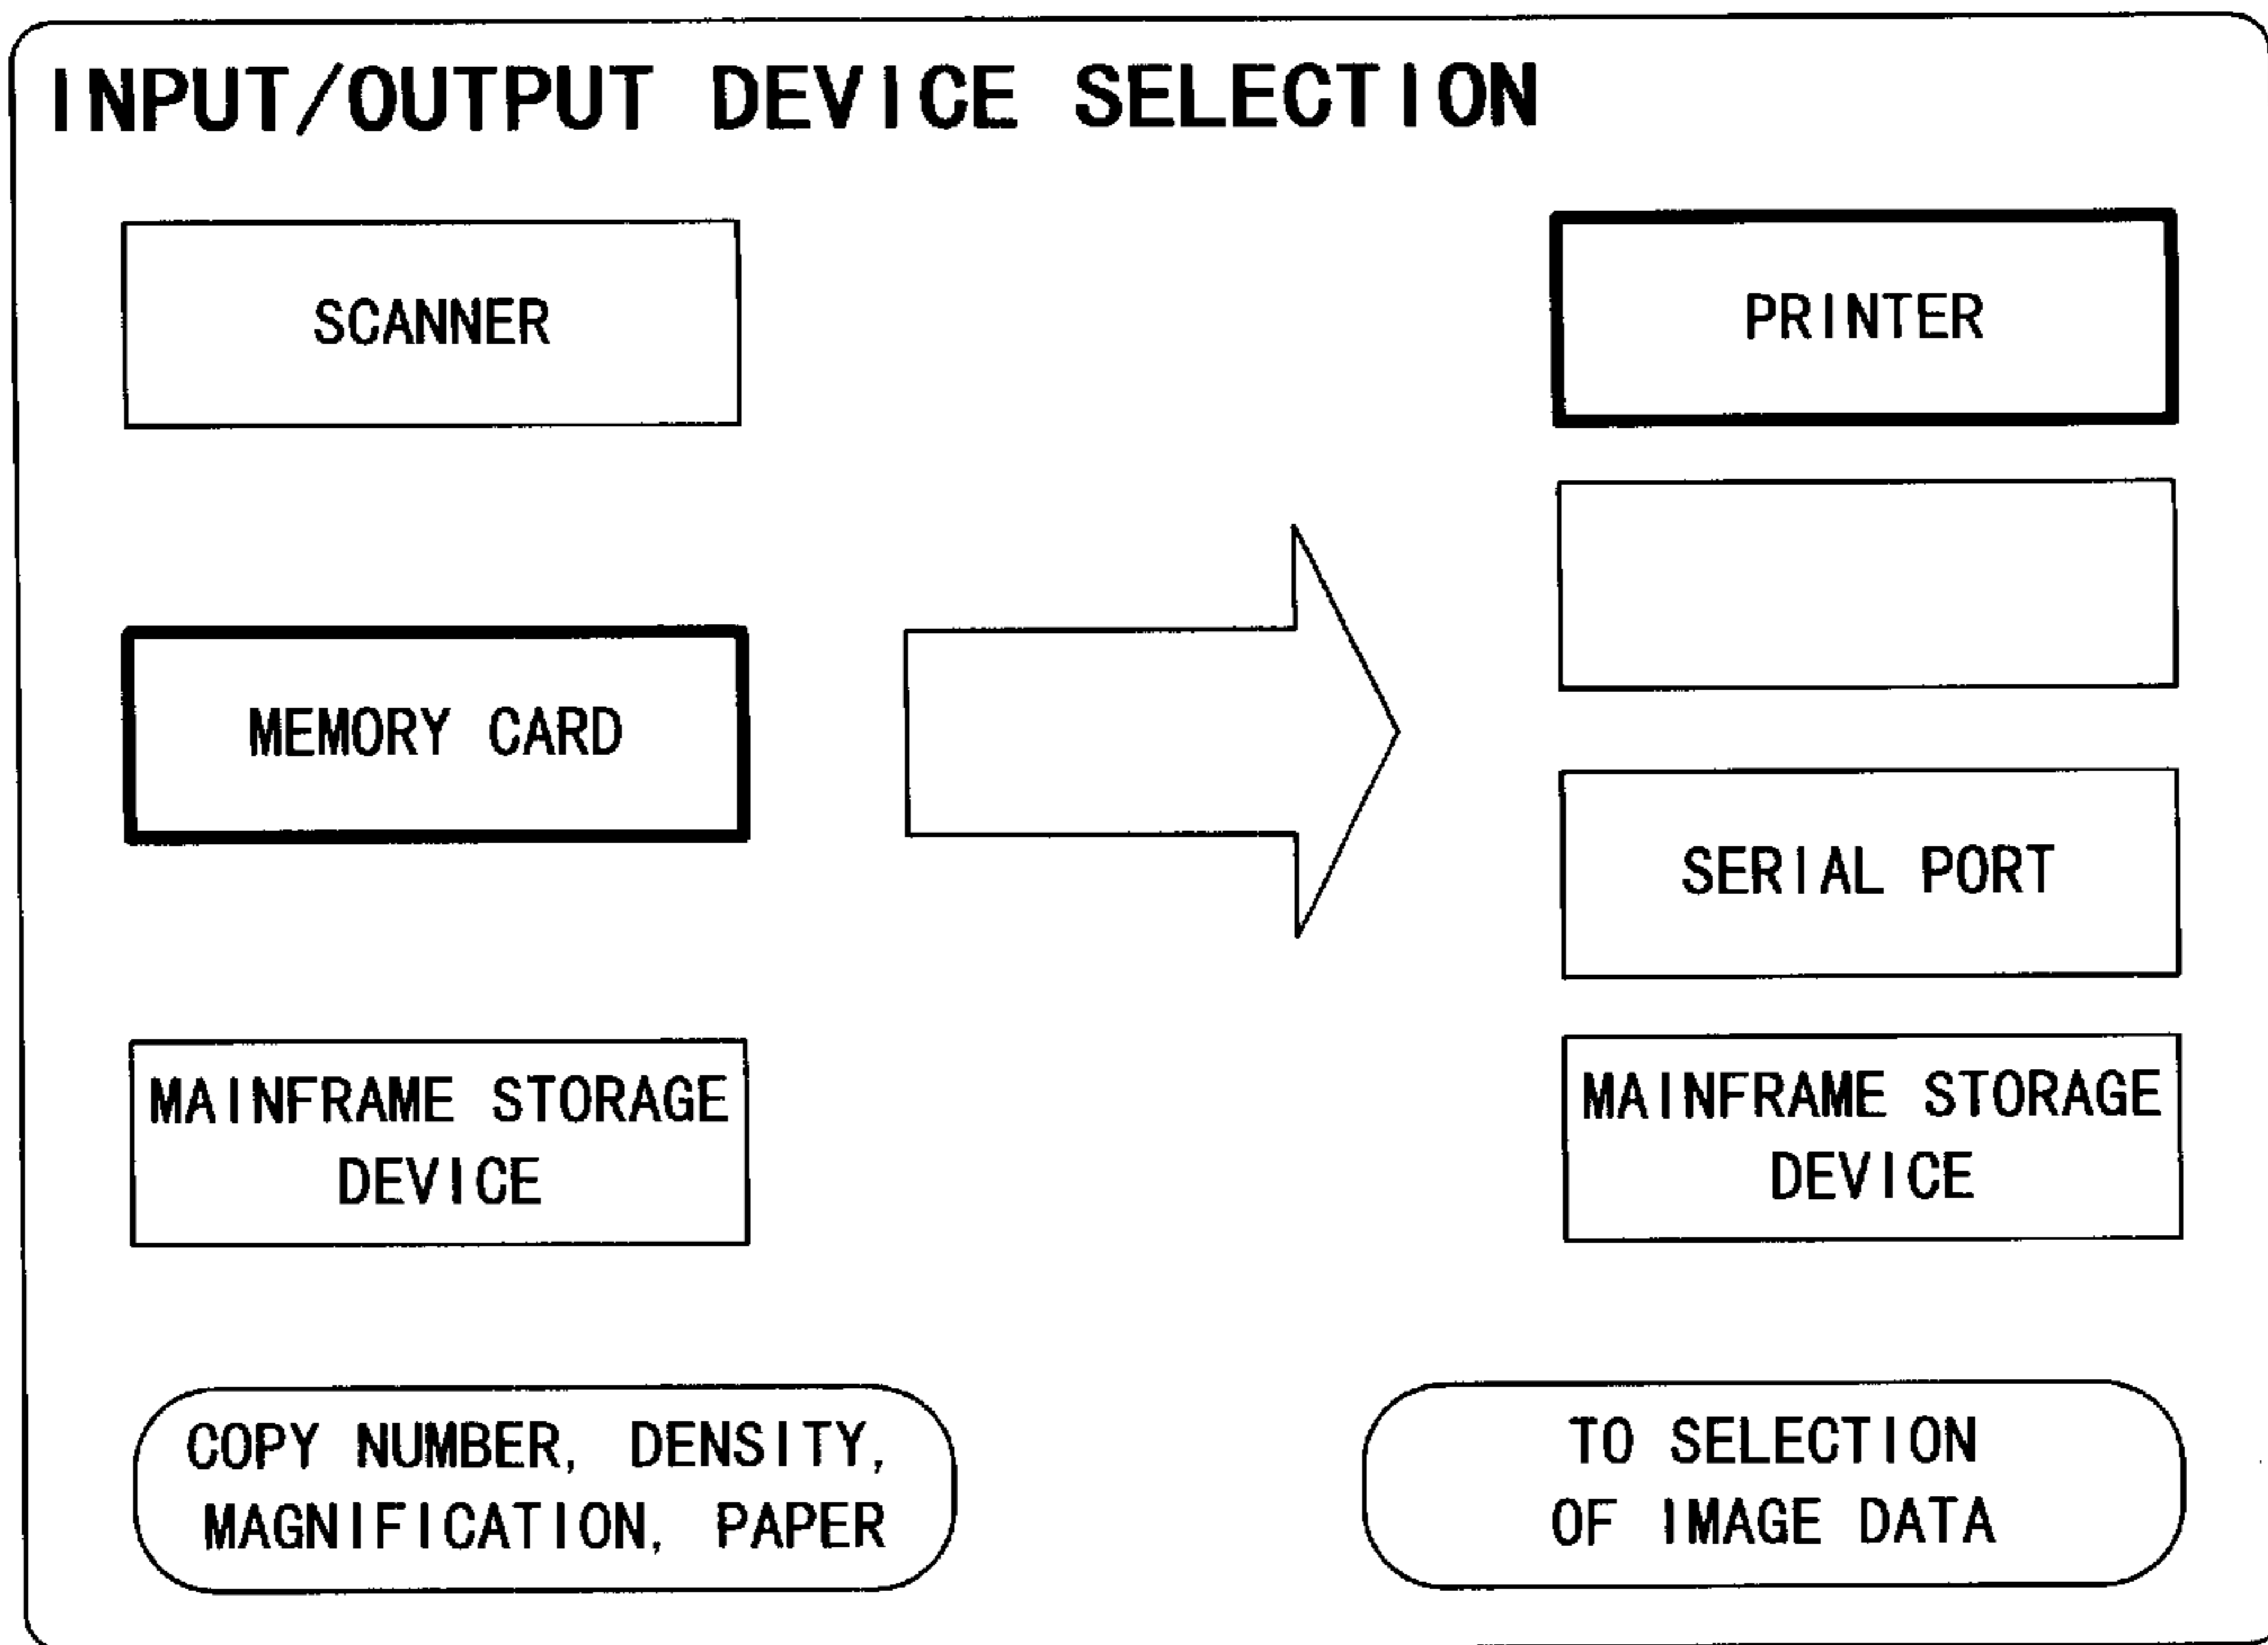 INPUT/OUTPUT DEVICE SELECTION
SCANNER
PRINTER
MEMORY CARD
SERIAL PORT
MAINFRAME STORAGE
DEVICE
MAINFRAME STORAGE
DEVICE
COPY NUMBER, DENSITY,
MAGNIFICATION, PAPER
TO SELECTION
OF IMAGE DATA